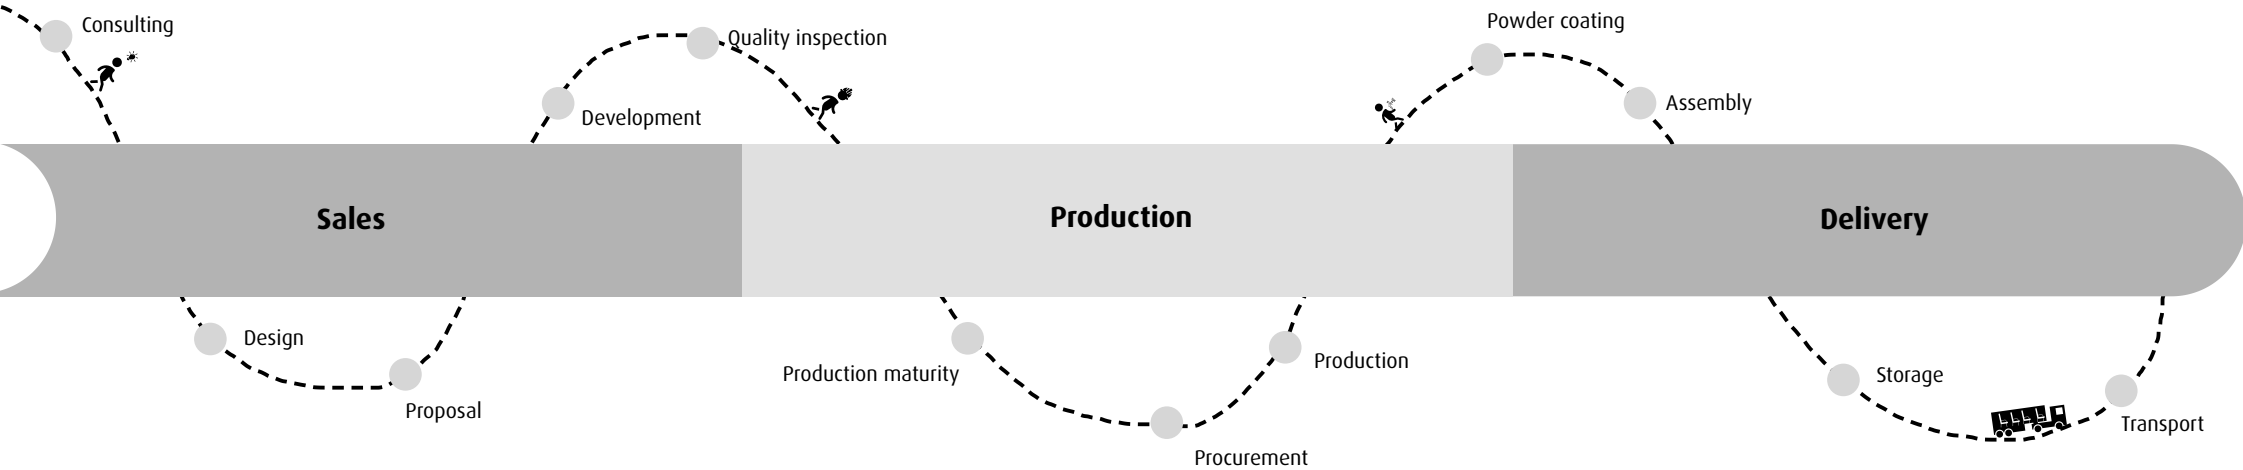 Consulting
Quality inspection
Development
Powder coating
Assembly
Sales
Production
Delivery
Design
Proposal
Production maturity
Procurement
Production
Storage
Transport